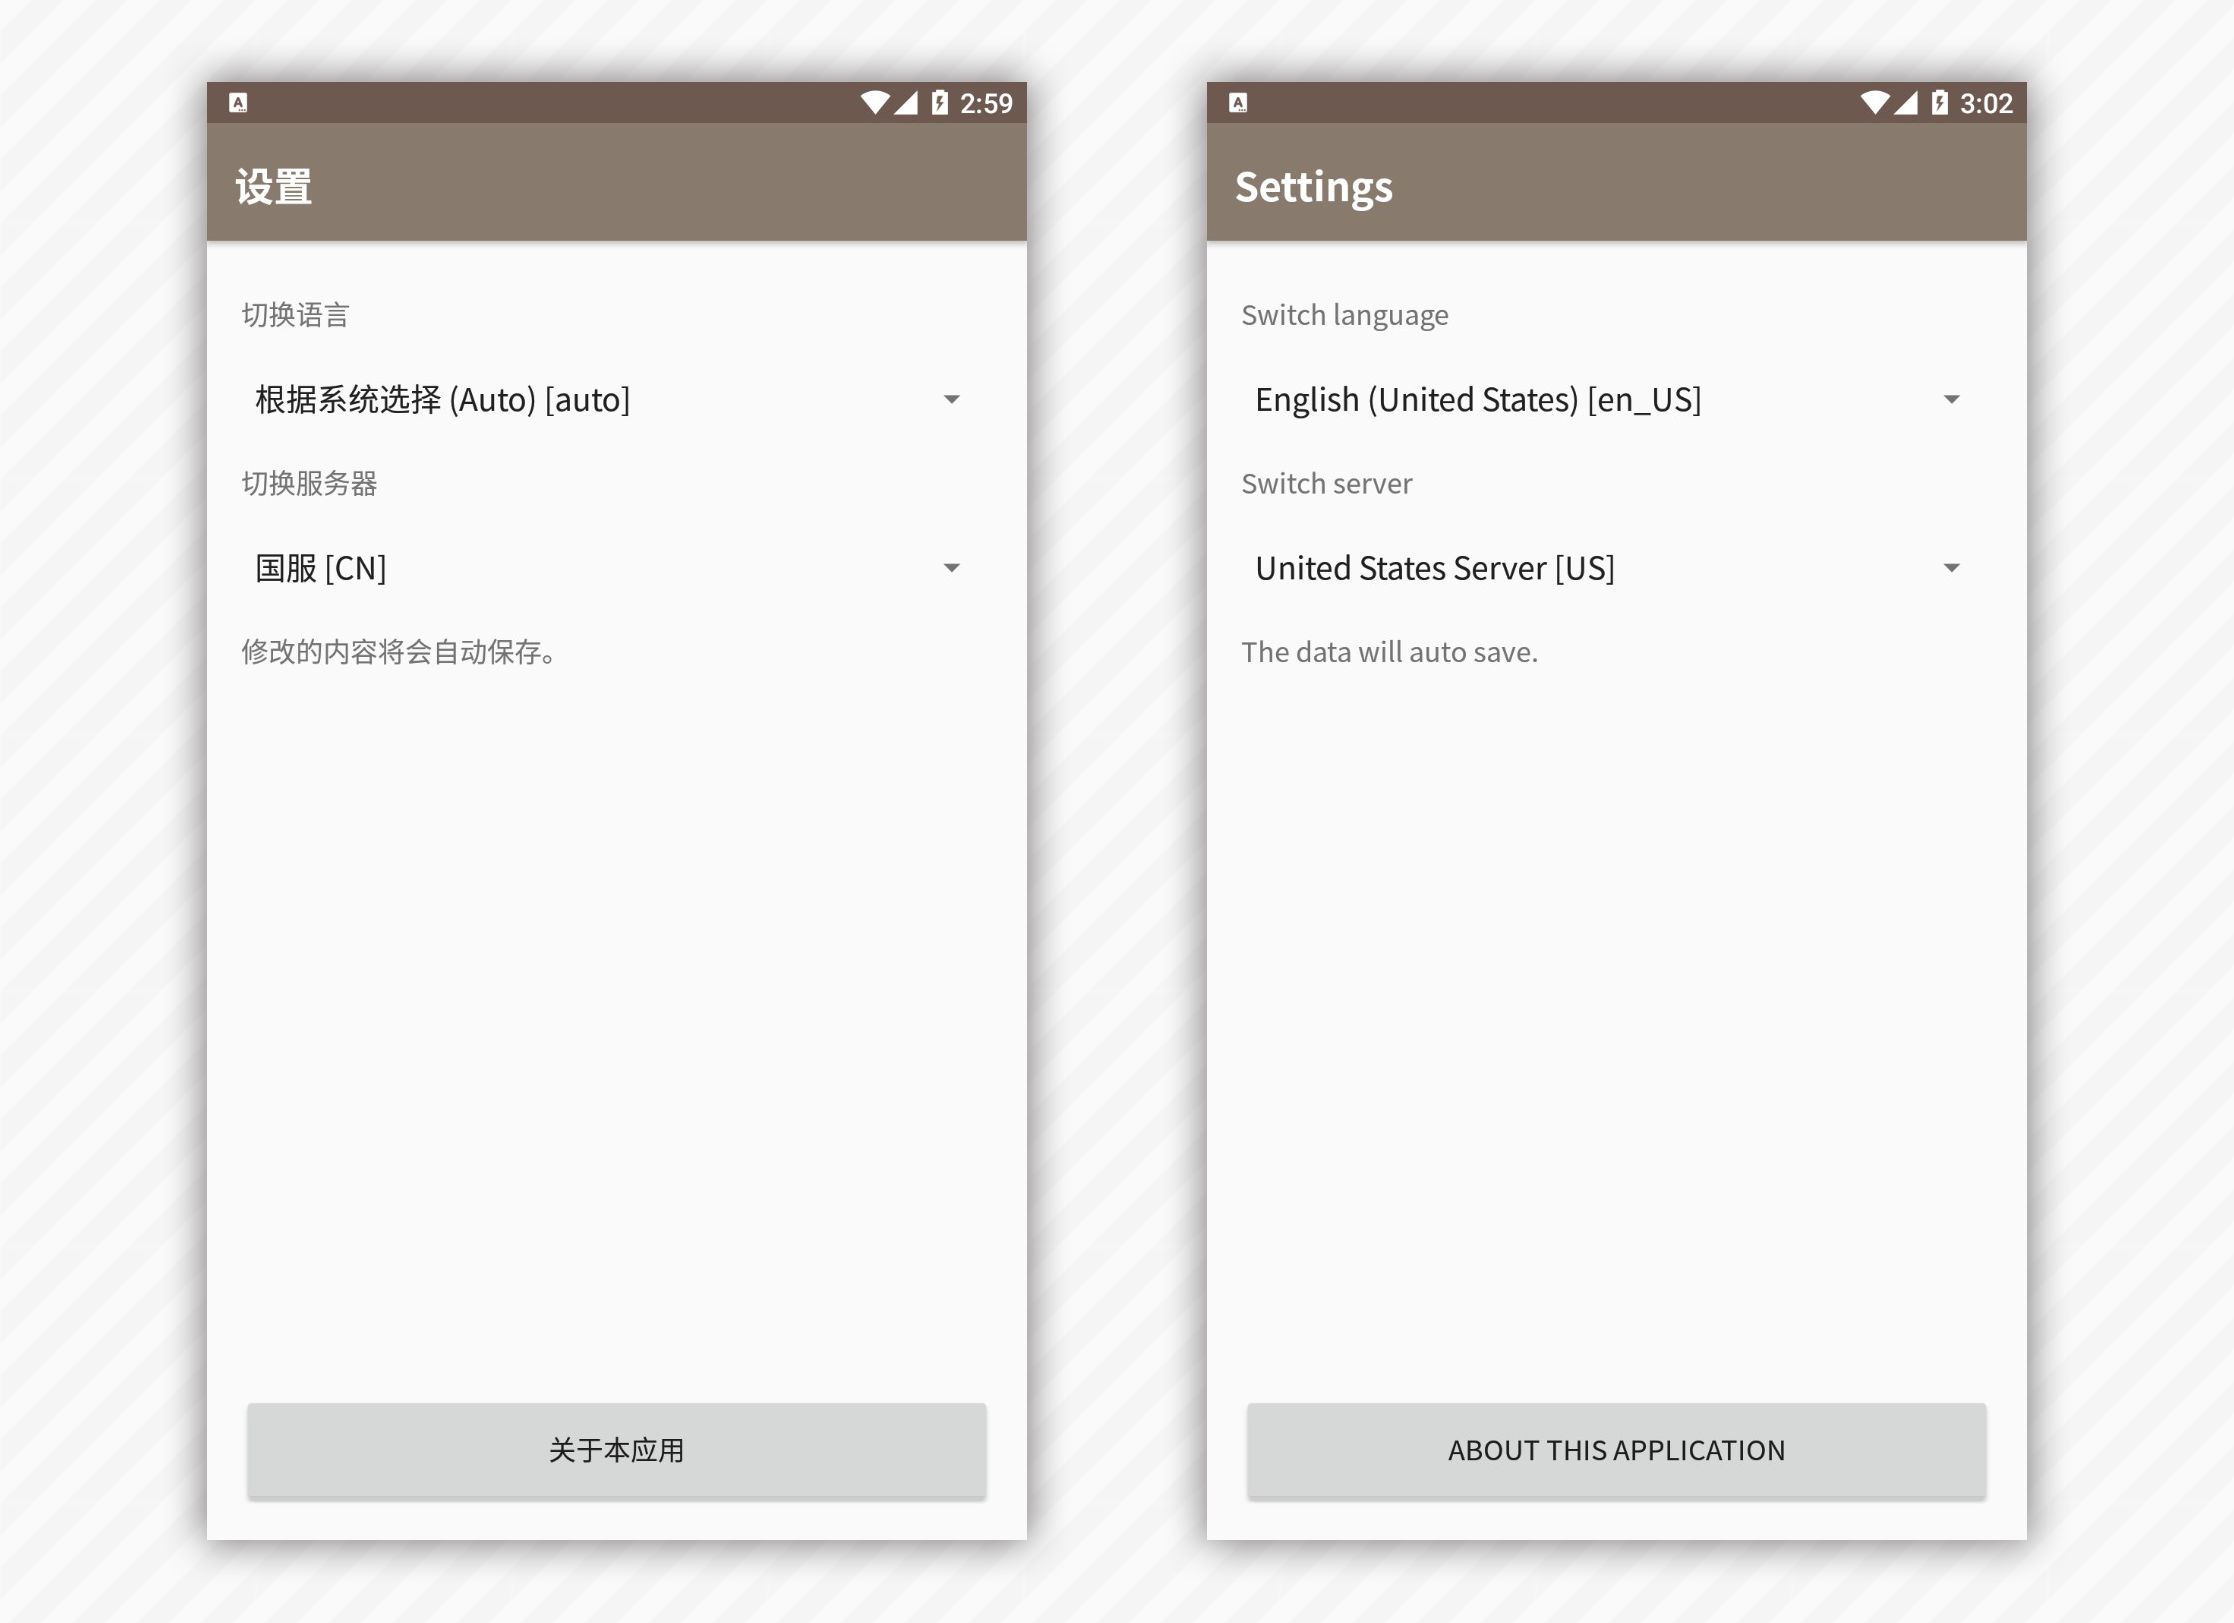 2:59
设置
切换语言
根据系统选择 (Auto) [auto]
切换服务器
国服 [CN]
修改的内容将会自动保存。
关于本应用
3:02
Settings
Switch language
English (United States) [en_US]
Switch server
United States Server [US]
The data will auto save.
ABOUT THIS APPLICATION